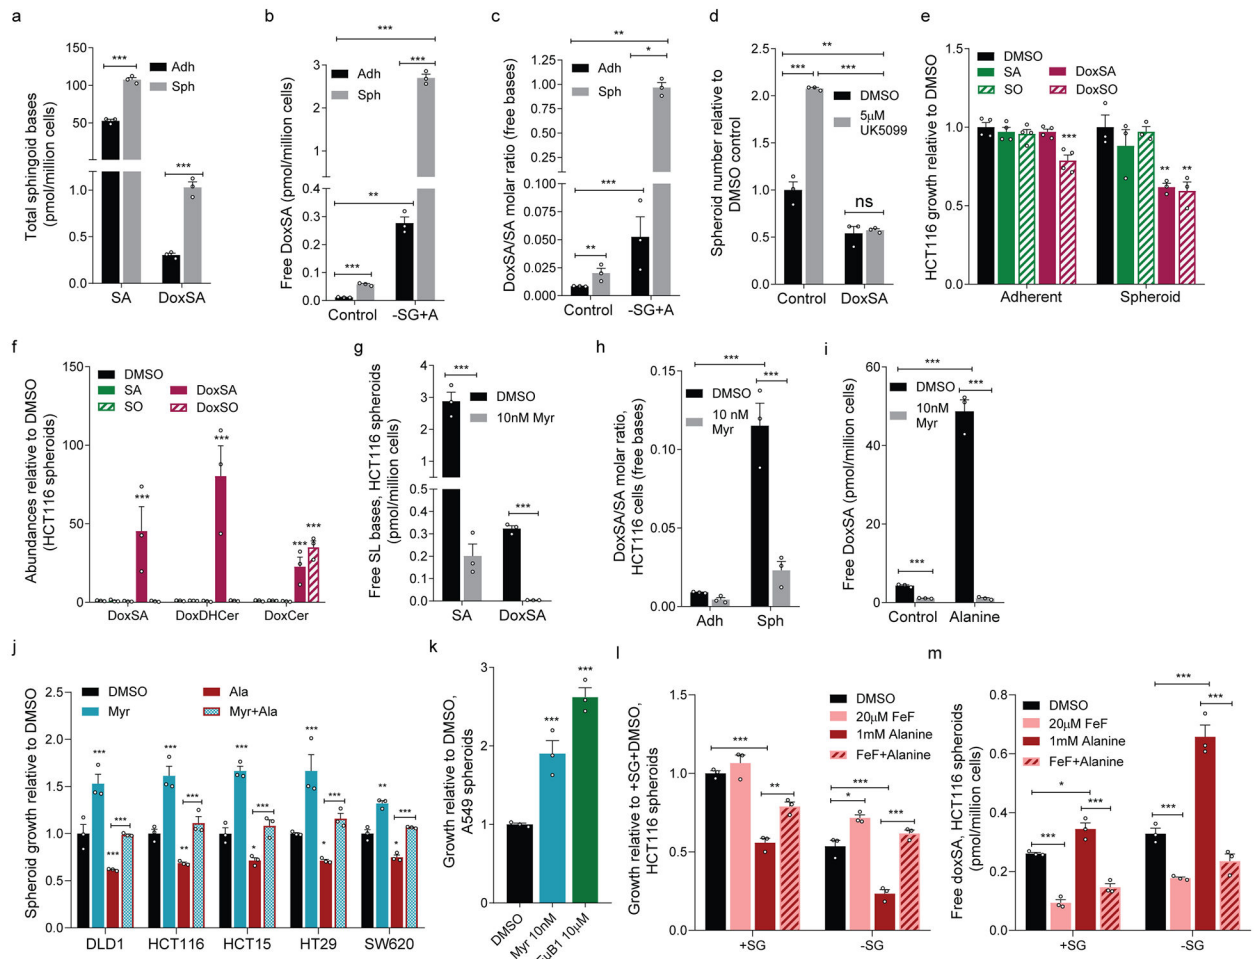 a
Total sphingoid bases
(pmol/million cells)
150
100
50
1.5
1.0
0.5
0.0
***
***
Adh
Sph
SA
DoxSA
b
Free DoxSA (pmol/million cells)
3.0
2.5
2.0
1.5
1.0
0.5
0.4
0.3
0.2
0.1
0.0
***
***
**
***
Adh
Sph
Control
-SG+A
c
DoxSA/SA molar ratio (free bases)
1.25
1.00
0.75
0.50
0.25
0.100
0.075
0.050
0.025
0.000
**
*
***
**
Adh
Sph
Control
-SG+A
d
Spheroid number relative to
DMSO control
2.5
2.0
1.5
1.0
0.5
0.0
**
***
***
ns
DMSO
5µM
UK5099
Control
DoxSA
e
HCT116 growth relative to DMSO
1.5
1.0
0.5
0.0
DMSO
SA
SO
DoxSA
DoxSO
***
**
**
Adherent
Spheroid
f
Abundances relative to DMSO
(HCT116 spheroids)
150
100
50
0
DMSO
SA
SO
DoxSA
DoxSO
***
***
***
***
DoxSA
DoxDHCer
DoxCer
g
Free SL bases, HCT116 spheroids
(pmol/million cells)
4
3
2
1
0.5
0.4
0.3
0.2
0.1
0.0
***
***
DMSO
10nM Myr
SA
DoxSA
h
DoxSA/SA molar ratio,
HCT116 cells (free bases)
0.15
0.10
0.05
0.00
***
***
DMSO
10 nM
Myr
Adh
Sph
i
Free DoxSA (pmol/million cells)
60
40
20
0
***
***
***
DMSO
10nM
Myr
Control
Alanine
j
Spheroid growth relative to DMSO
2.5
2.0
1.5
1.0
0.5
0.0
DMSO
Myr
Ala
Myr+Ala
***
***
***
***
**
***
***
*
***
***
*
***
**
*
***
DLD1
HCT116
HCT15
HT29
SW620
k
Growth relative to DMSO,
A549 spheroids
3
2
1
0
***
***
DMSO
Myr 10nM
FuB1 10µM
l
Growth relative to +SG+DMSO,
HCT116 spheroids
1.5
1.0
0.5
0.0
DMSO
20µM FeF
1mM Alanine
FeF+Alanine
***
**
***
*
***
+SG
-SG
m
Free doxSA, HCT116 spheroids
(pmol/million cells)
0.8
0.6
0.4
0.2
0.0
DMSO
20µM FeF
1mM Alanine
FeF+Alanine
*
***
***
***
***
***
+SG
-SG